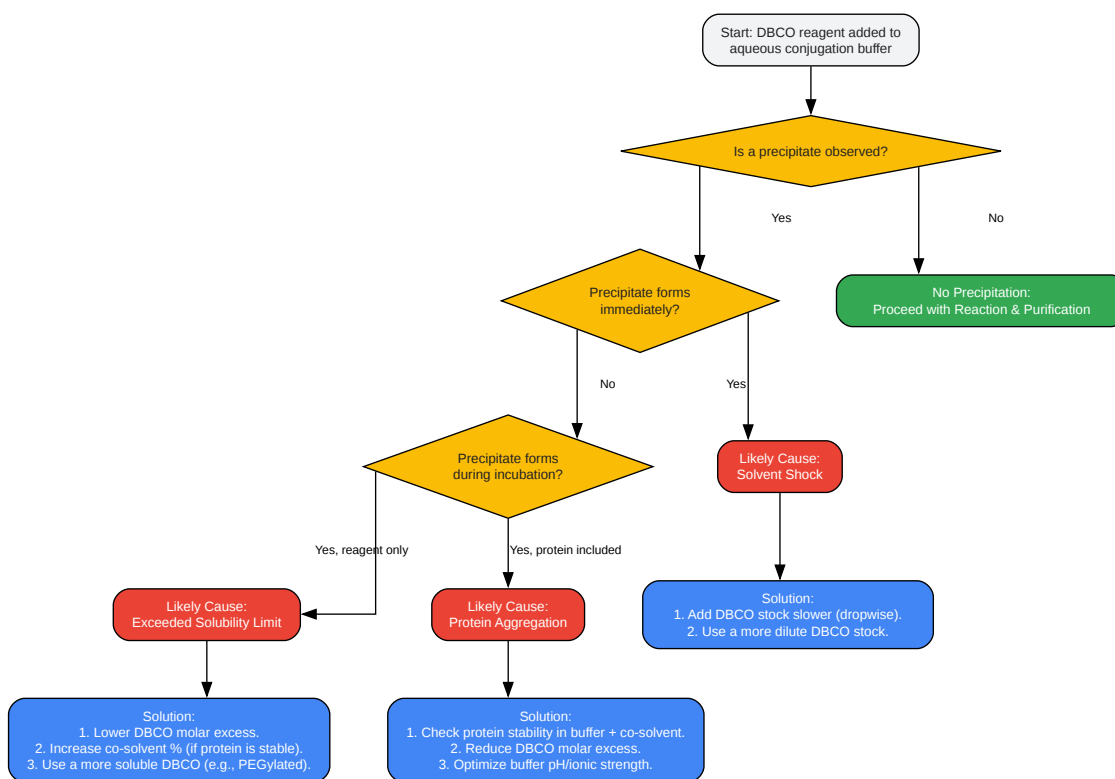 Start: DBCO reagent added to
aqueous conjugation buffer
Is a precipitate observed?
Yes
No
Precipitate forms
immediately?
No Precipitation:
Proceed with Reaction & Purification
No
Yes
Precipitate forms
during incubation?
Likely Cause:
Solvent Shock
Yes, reagent only
Yes, protein included
Likely Cause:
Exceeded Solubility Limit
Likely Cause:
Protein Aggregation
Solution:
1. Add DBCO stock slower (dropwise).
2. Use a more dilute DBCO stock.
Solution:
1. Lower DBCO molar excess.
2. Increase co-solvent % (if protein is stable).
3. Use a more soluble DBCO (e.g., PEGylated).
Solution:
1. Check protein stability in buffer + co-solvent.
2. Reduce DBCO molar excess.
3. Optimize buffer pH/ionic strength.